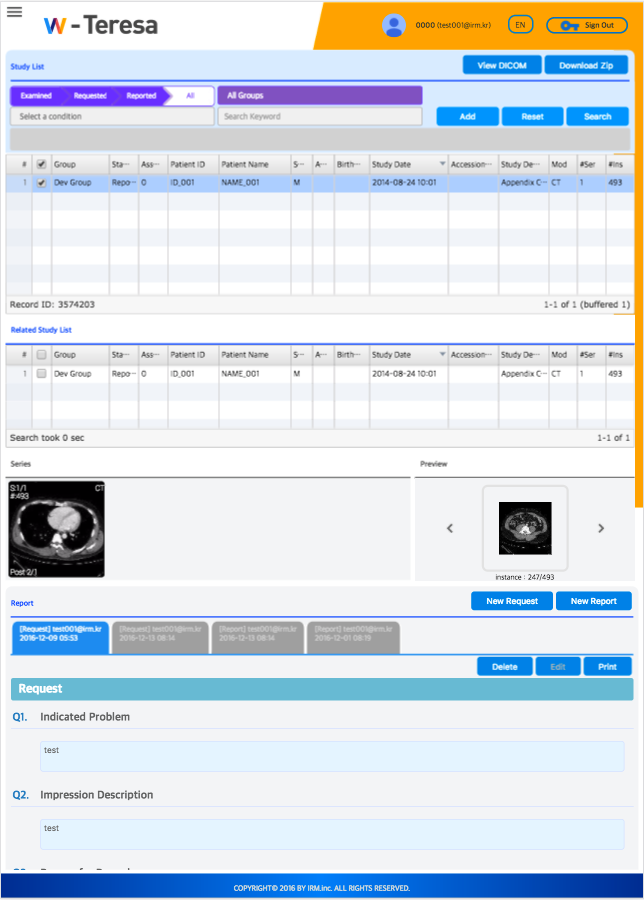 W - Teresa
0000 (test001@irm.kr) EN Sign Out
Study List View DICOM Download Zip
Examined Requested Reported All All Groups
Select a condition Search Keyword Add Reset Search
# Group Sta··· Ass··· Patient ID Patient Name S··· A··· Birth··· Study Date Accession··· Study De··· Mod #Ser #Ins
1 Dev Group Repo··· 0 ID_001 NAME_001 M 2014-08-24 10:01 Appendix C··· CT 1 493
Record ID: 3574203 1-1 of 1 (buffered 1)
Related Study List
# Group Sta··· Ass··· Patient ID Patient Name S··· A··· Birth··· Study Date Accession··· Study De··· Mod #Ser #Ins
1 Dev Group Repo··· 0 ID_001 NAME_001 M 2014-08-24 10:01 Appendix C··· CT 1 493
Search took 0 sec 1-1 of 1
Series Preview
S:1/1 CT
#:493
Post 2/]
instance : 247/493
Report New Request New Report
[Request] test001@irm.kr [Request] test001@irm.kr [Report] test001@irm.kr [Report] test001@irm.kr
2016-12-09 05:53 2016-12-13 08:14 2016-12-13 08:14 2016-12-01 08:19
Delete Edit Print
Request
Q1. Indicated Problem
test
Q2. Impression Description
test
COPYRIGHT© 2016 BY IRM.inc. ALL RIGHTS RESERVED.